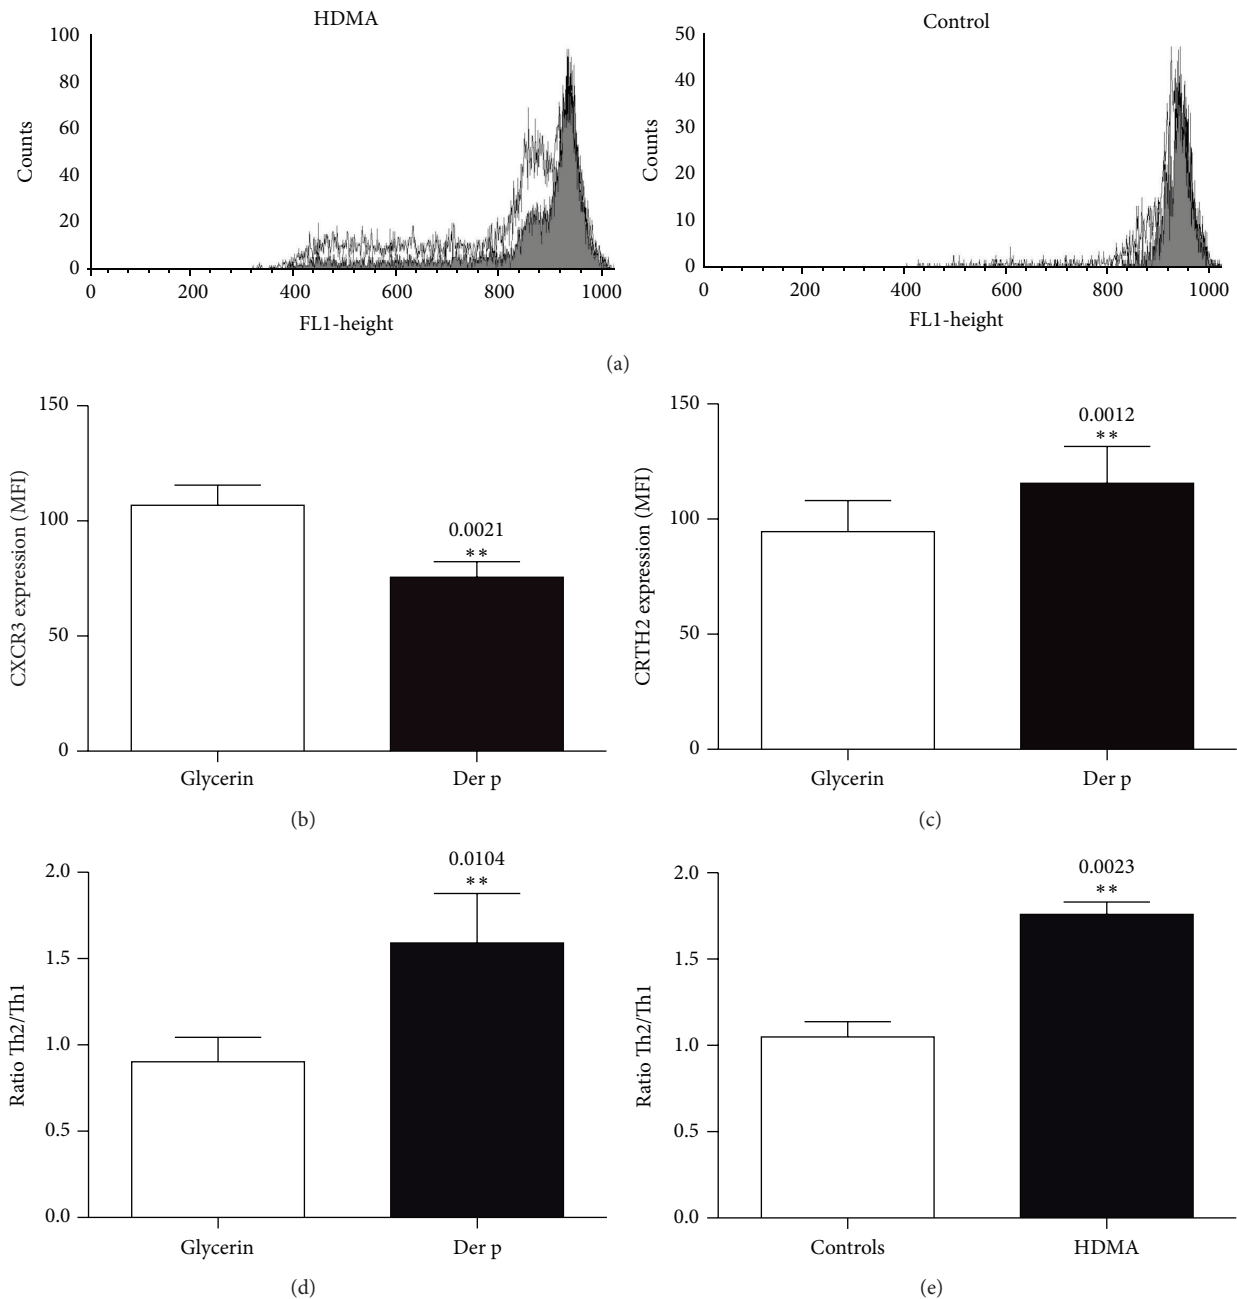 HDMA
100
80
60
40
20
0
Counts
0 200 400 600 800 1000
FL1-height
Control
50
40
30
20
10
0
Counts
0 200 400 600 800 1000
FL1-height
(a)
150
100
50
0
CXCR3 expression (MFI)
0.0021
**
Glycerin Der p
(b)
150
100
50
0
CRTH2 expression (MFI)
0.0012
**
Glycerin Der p
(c)
2.0
1.5
1.0
0.5
0.0
Ratio Th2/Th1
0.0104
**
Glycerin Der p
(d)
2.0
1.5
1.0
0.5
0.0
Ratio Th2/Th1
0.0023
**
Controls HDMA
(e)